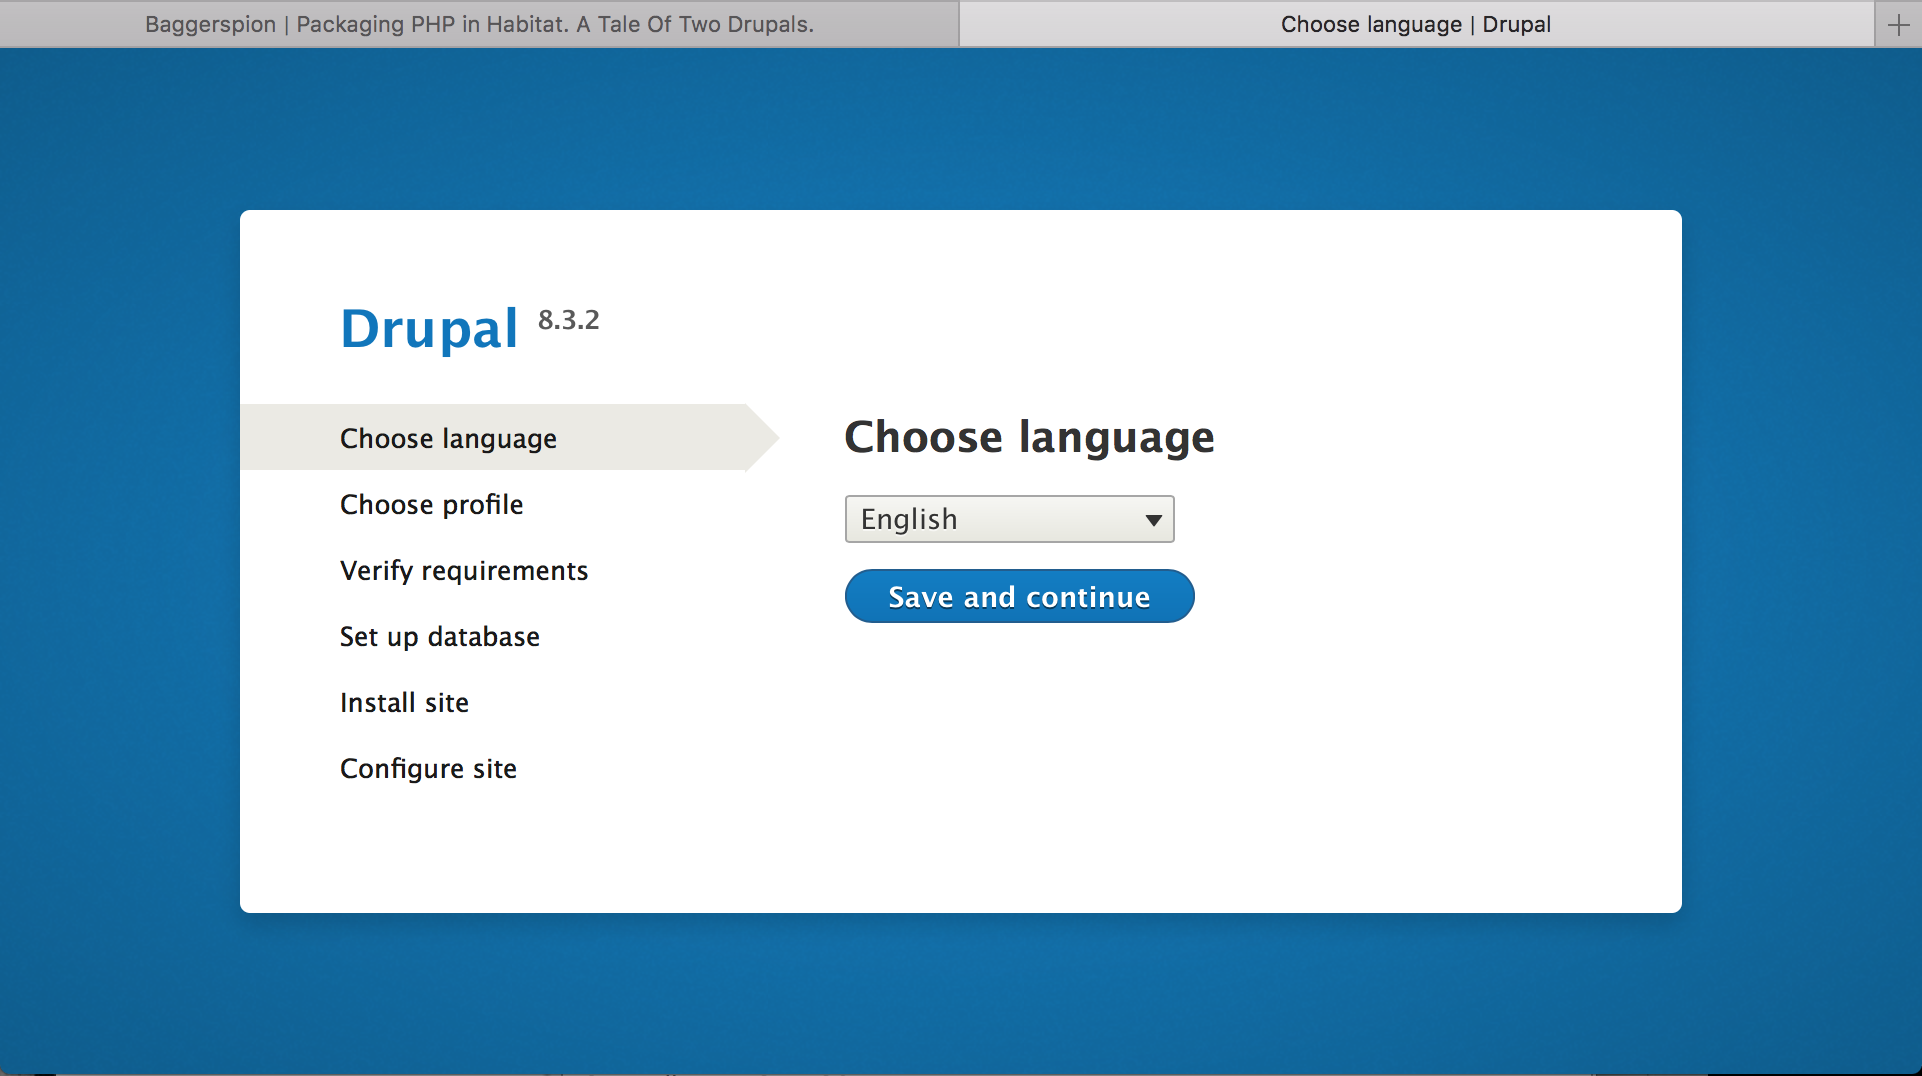 Baggerspion | Packaging PHP in Habitat. A Tale Of Two Drupals.
Choose language | Drupal
Drupal 8.3.2
Choose language
Choose profile
Verify requirements
Set up database
Install site
Configure site
Choose language
English
Save and continue